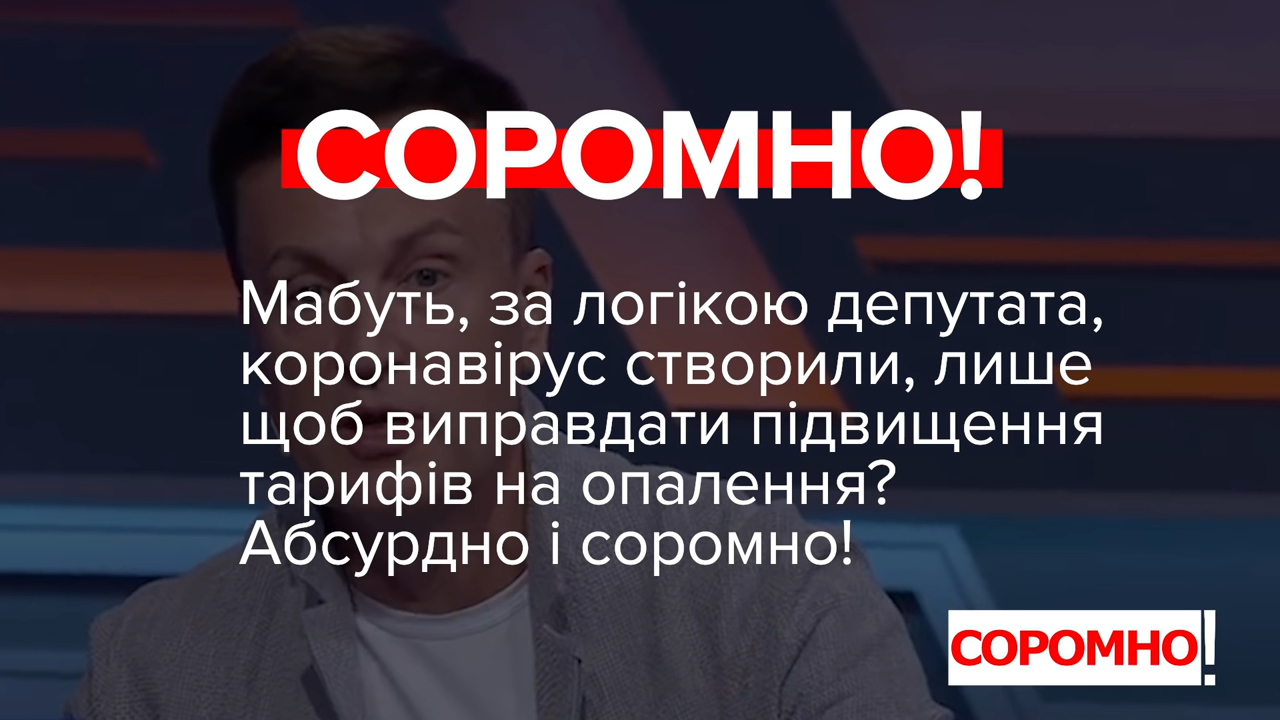 СОРОМНО!
Мабуть, за логікою депутата,
коронавірус створили, лише
щоб виправдати підвищення
тарифів на опалення?
Абсурдно і соромно!
СОРОМНО!